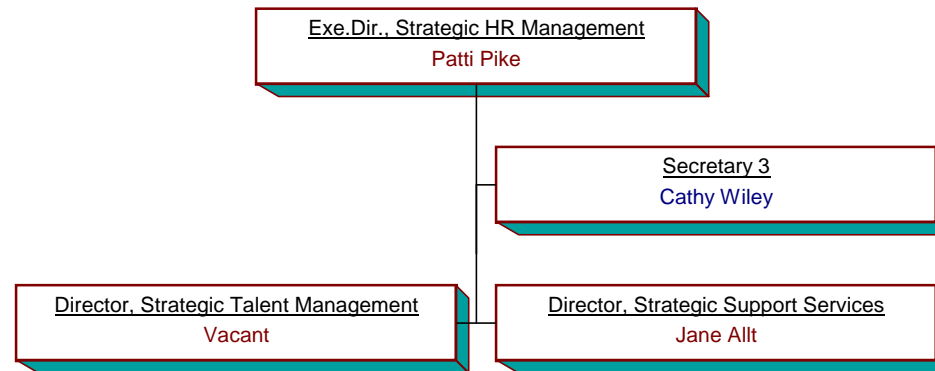 Exe.Dir., Strategic HR Management
Patti Pike
Secretary 3
Cathy Wiley
Director, Strategic Talent Management
Vacant
Director, Strategic Support Services
Jane Allt